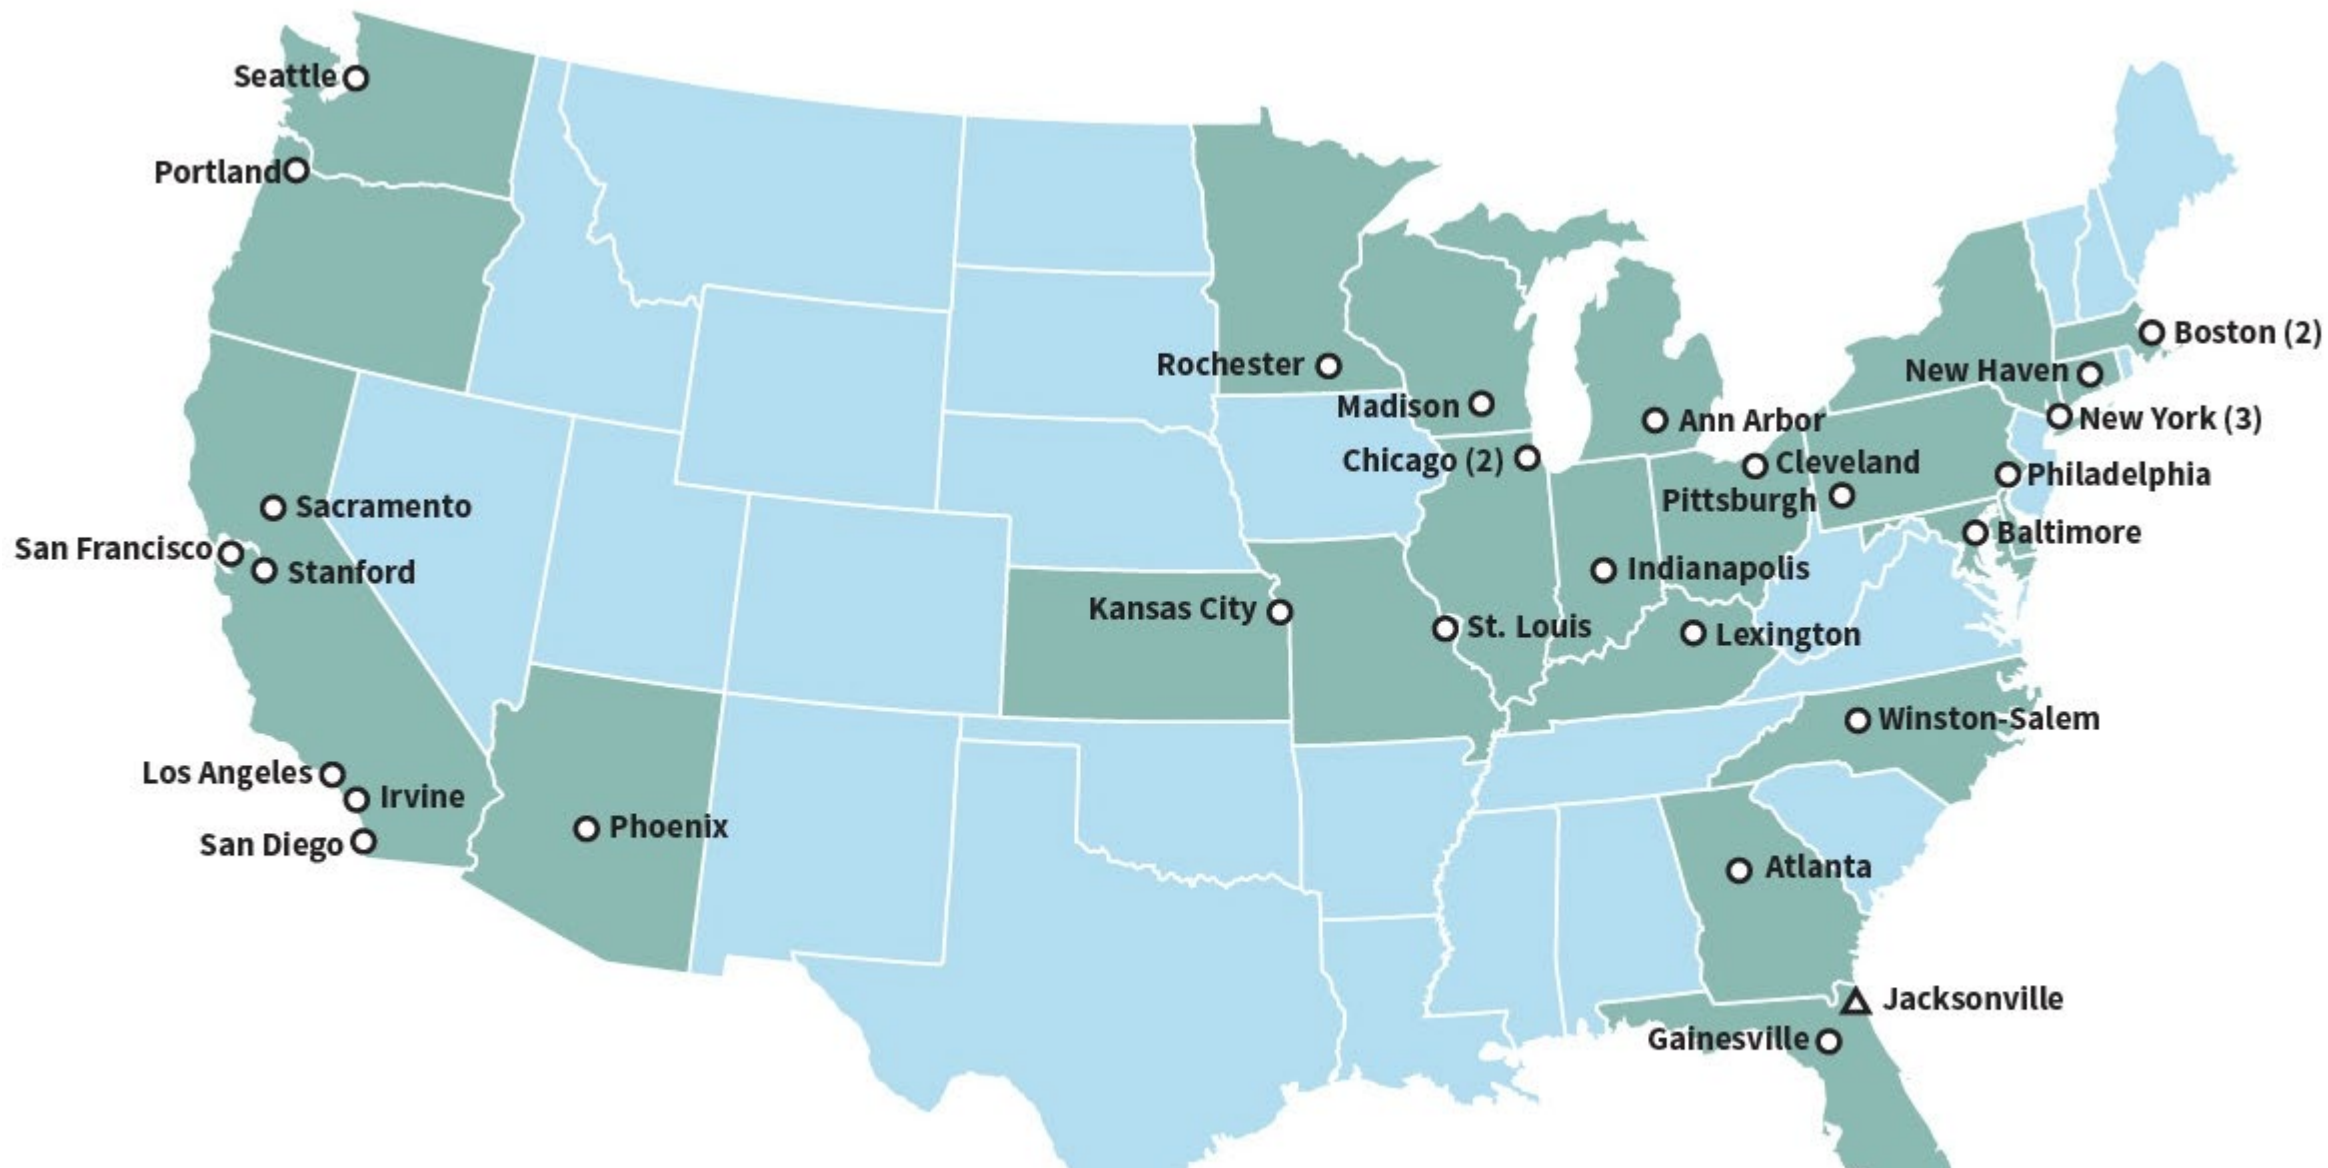 Seattle
Portland
Boston (2)
Rochester
New Haven
Madison
Ann Arbor
New York (3)
Chicago (2)
Cleveland
Philadelphia
Pittsburgh
Sacramento
Baltimore
San Francisco
Stanford
Indianapolis
Kansas City
St. Louis
Lexington
Winston-Salem
Los Angeles
Irvine
Phoenix
San Diego
Atlanta
Jacksonville
Gainesville